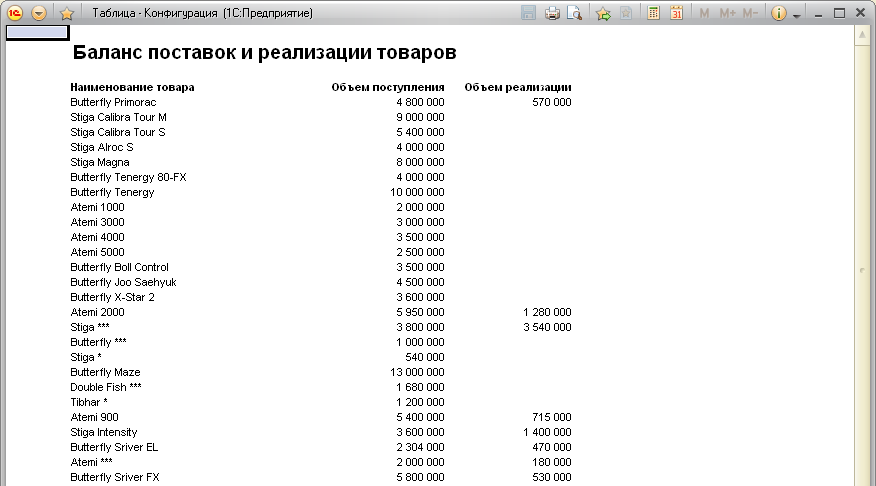 Таблица - Конфигурация (1С:Предприятие)
M M+ M-
Баланс поставок и реализации товаров
Наименование товара Объем поступления Объем реализации
Butterfly Primorac 4 800 000 570 000
Stiga Calibra Tour M 9 000 000
Stiga Calibra Tour S 5 400 000
Stiga Alroc S 4 000 000
Stiga Magna 8 000 000
Butterfly Tenergy 80-FX 4 000 000
Butterfly Tenergy 10 000 000
Atemi 1000 2 000 000
Atemi 3000 3 000 000
Atemi 4000 3 500 000
Atemi 5000 2 500 000
Butterfly Boll Control 3 500 000
Butterfly Joo Saehyuk 4 500 000
Butterfly X-Star 2 3 600 000
Atemi 2000 5 950 000 1 280 000
Stiga *** 3 800 000 3 540 000
Butterfly *** 1 000 000
Stiga * 540 000
Butterfly Maze 13 000 000
Double Fish *** 1 680 000
Tibhar * 1 200 000
Atemi 900 5 400 000 715 000
Stiga Intensity 3 600 000 1 400 000
Butterfly Sriver EL 2 304 000 470 000
Atemi *** 2 000 000 180 000
Butterfly Sriver FX 5 800 000 530 000